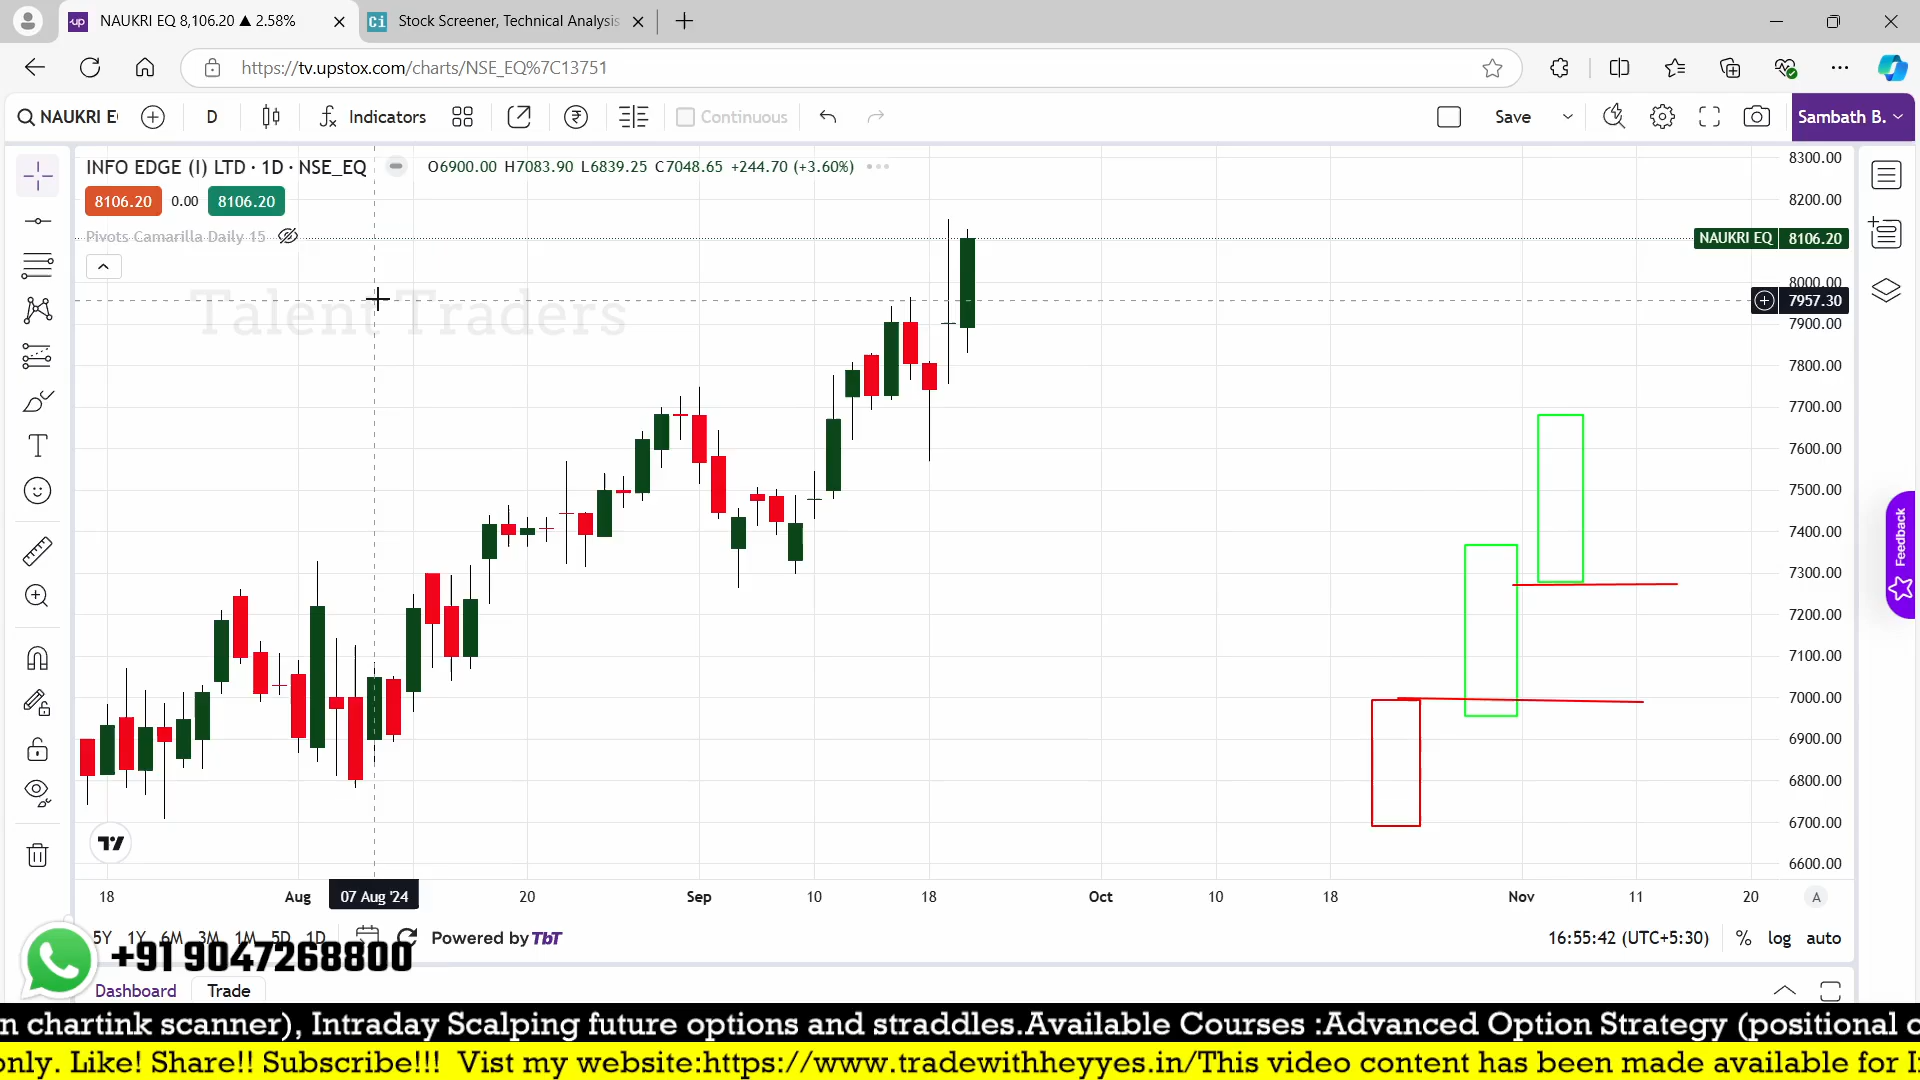 NAUKRI EQ 8,106.20 ▲ 2.58%
Stock Screener, Technical Analysis
https://tv.upstox.com/charts/NSE_EQ%7C13751
NAUKRI E
D
Indicators
Continuous
Save
Sambath B.
INFO EDGE (I) LTD · 1D · NSE_EQ
O6900.00 H7083.90 L6839.25 C7048.65 +244.70 (+3.60%)
8106.20
0.00
8106.20
Pivots Camarilla Daily 15
Talent Traders
8300.00
8200.00
NAUKRI EQ 8106.20
8000.00
7957.30
7900.00
7800.00
7700.00
7600.00
7500.00
7400.00
7300.00
7200.00
7100.00
7000.00
6900.00
6800.00
6700.00
6600.00
Feedback
18
Aug
07 Aug '24
20
Sep
10
18
Oct
10
18
Nov
11
20
A
5Y 1Y 6M 3M 1M 5D 1D
Powered by TbT
16:55:42 (UTC+5:30)
%
log
auto
+91 9047268800
Dashboard
Trade
n chartink scanner), Intraday Scalping future options and straddles.Available Courses :Advanced Option Strategy (positional o
only. Like! Share!! Subscribe!!! Vist my website:https://www.tradewithheyyes.in/This video content has been made available for I